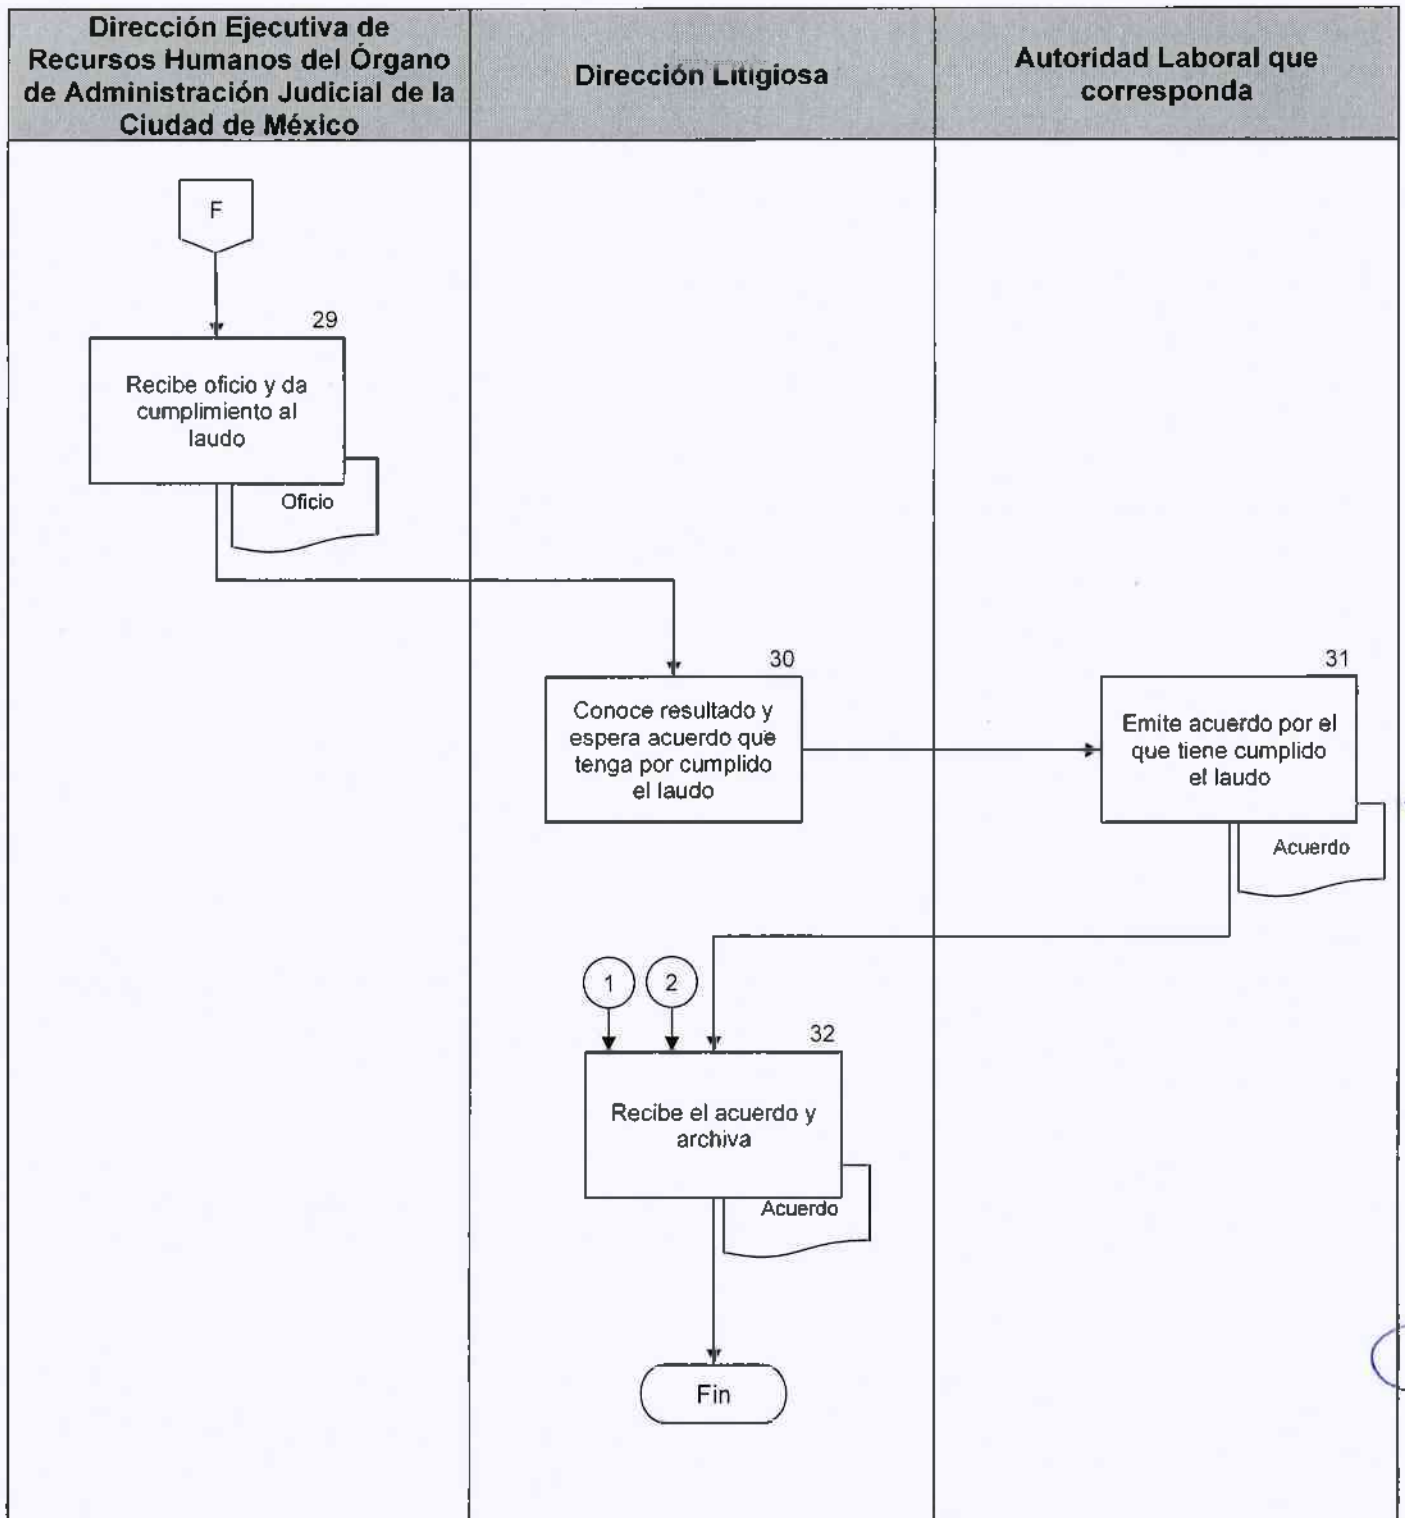 Dirección Ejecutiva de
Recursos Humanos del Órgano
de Administración Judicial de la
Ciudad de México
Dirección Litigiosa
Autoridad Laboral que
corresponda
F
29
Recibe oficio y da
cumplimiento al
laudo
Oficio
30
Conoce resultado y
espera acuerdo que
tenga por cumplido
el laudo
31
Emite acuerdo por el
que tiene cumplido
el laudo
Acuerdo
1
2
32
Recibe el acuerdo y
archiva
Acuerdo
Fin